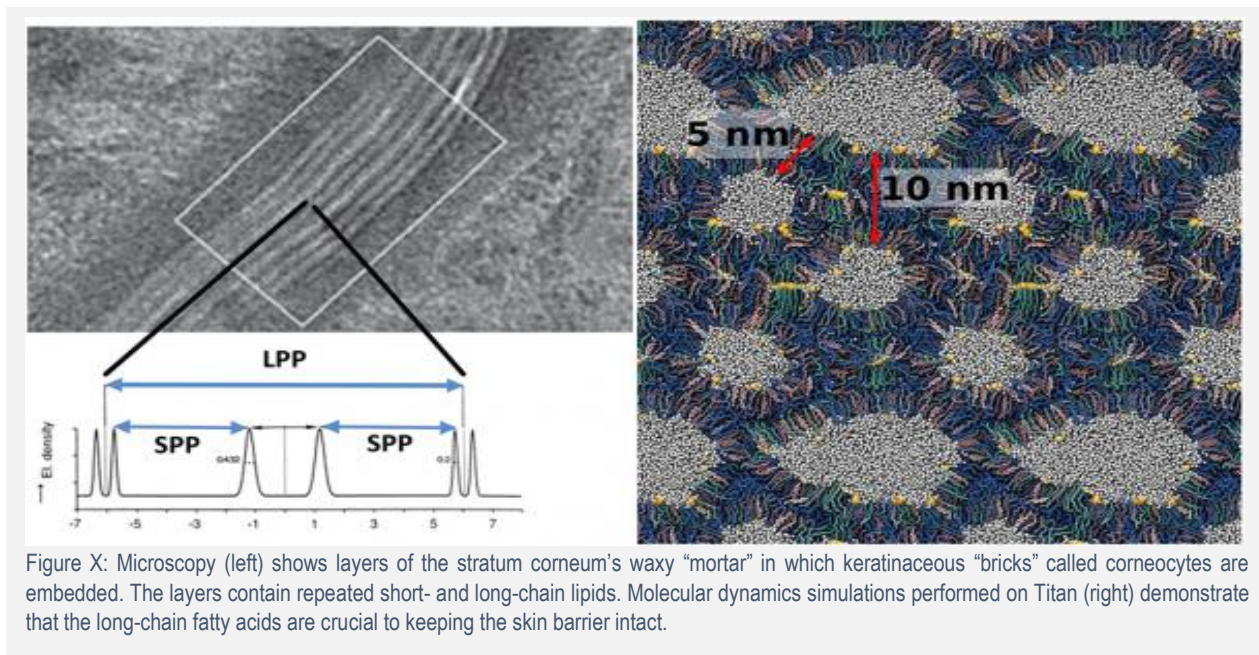 5 nm
10 nm
LPP
SPP
SPP
→ El. density
0.432
-7 -5 -3 -1 1 3 5 7
Figure X: Microscopy (left) shows layers of the stratum corneum’s waxy “mortar” in which keratinaceous “bricks” called corneocytes are
embedded. The layers contain repeated short- and long-chain lipids. Molecular dynamics simulations performed on Titan (right) demonstrate
that the long-chain fatty acids are crucial to keeping the skin barrier intact.